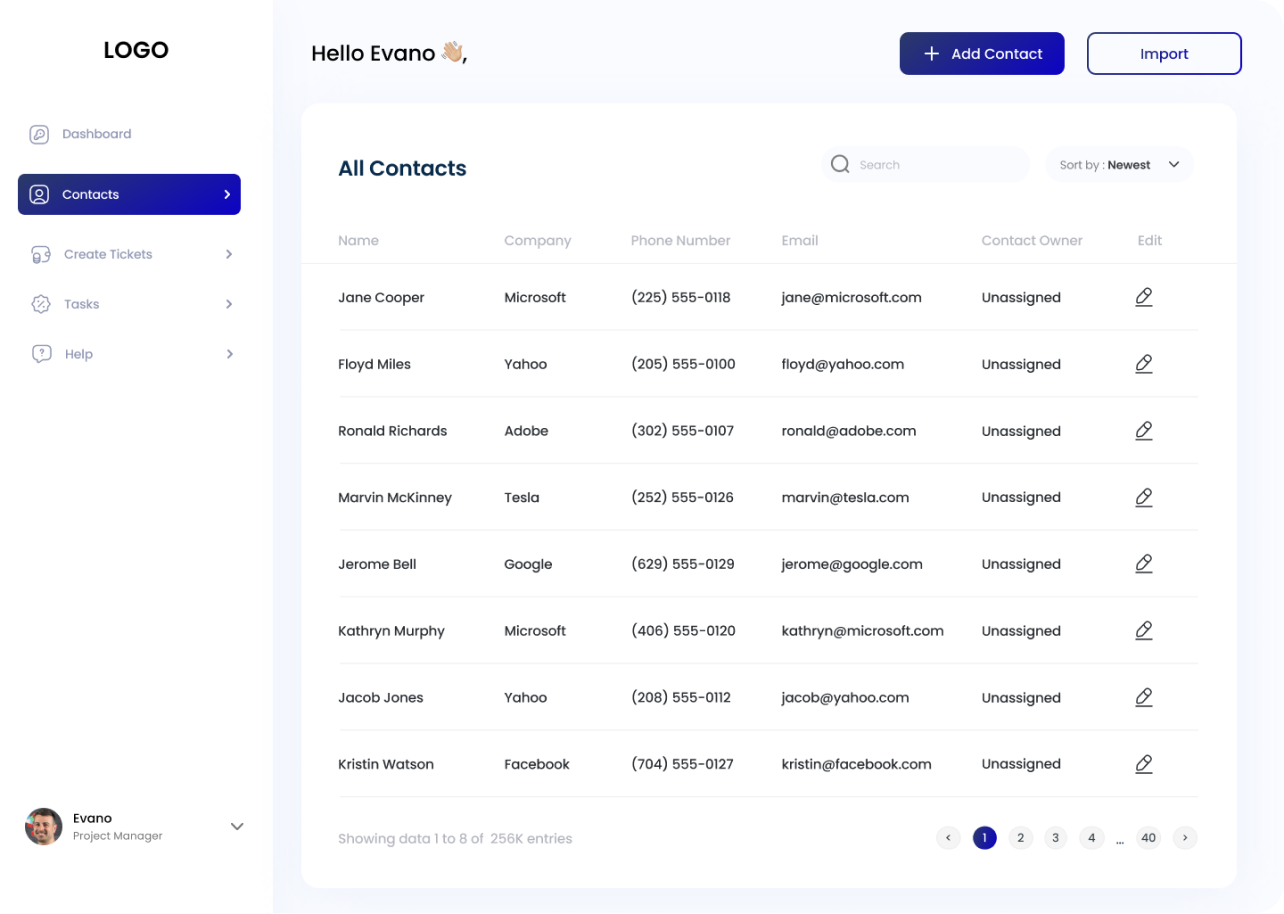 LOGO
Hello Evano 👋🏼,
+ Add Contact
Import
Dashboard
Contacts
Create Tickets
Tasks
Help
All Contacts
Search
Sort by : Newest
Name Company Phone Number Email Contact Owner Edit
Jane Cooper Microsoft (225) 555-0118 jane@microsoft.com Unassigned
Floyd Miles Yahoo (205) 555-0100 floyd@yahoo.com Unassigned
Ronald Richards Adobe (302) 555-0107 ronald@adobe.com Unassigned
Marvin McKinney Tesla (252) 555-0126 marvin@tesla.com Unassigned
Jerome Bell Google (629) 555-0129 jerome@google.com Unassigned
Kathryn Murphy Microsoft (406) 555-0120 kathryn@microsoft.com Unassigned
Jacob Jones Yahoo (208) 555-0112 jacob@yahoo.com Unassigned
Kristin Watson Facebook (704) 555-0127 kristin@facebook.com Unassigned
Showing data 1 to 8 of 256K entries
< 1 2 3 4 ... 40 >
Evano
Project Manager